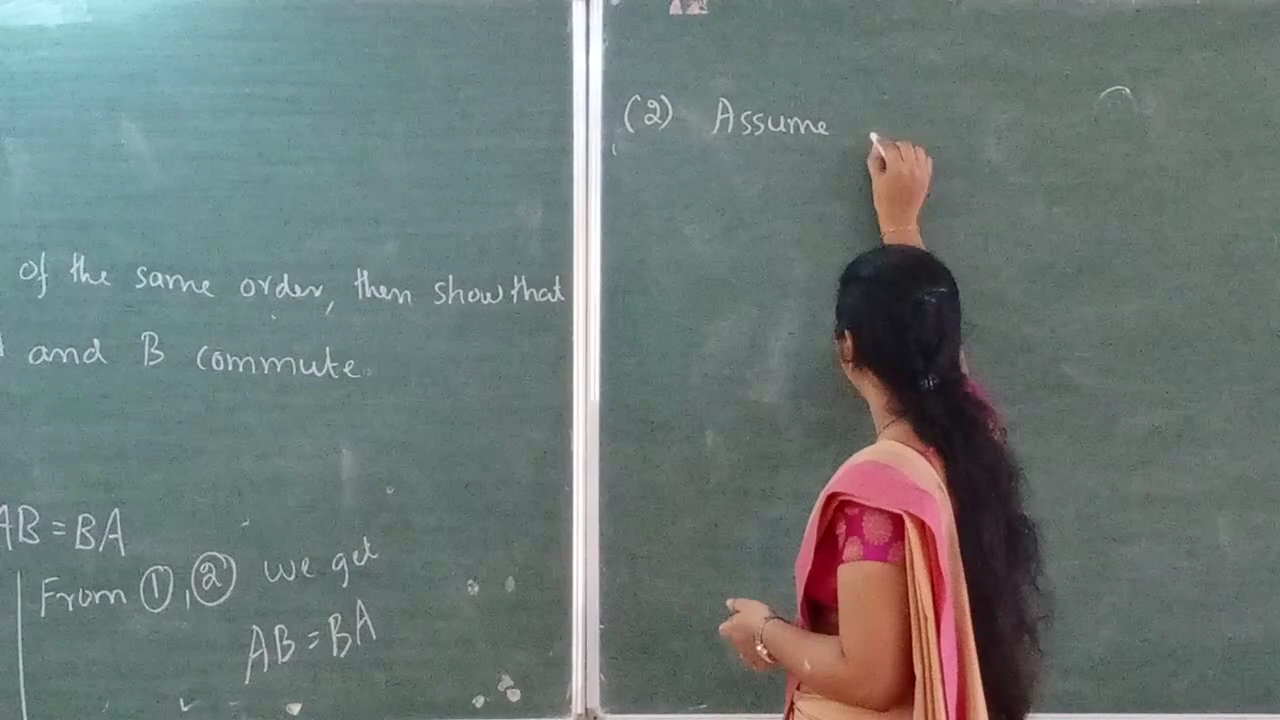 of the same order, then show that
and B commute.
AB = BA
From ①, ② we get
AB = BA
(2) Assume